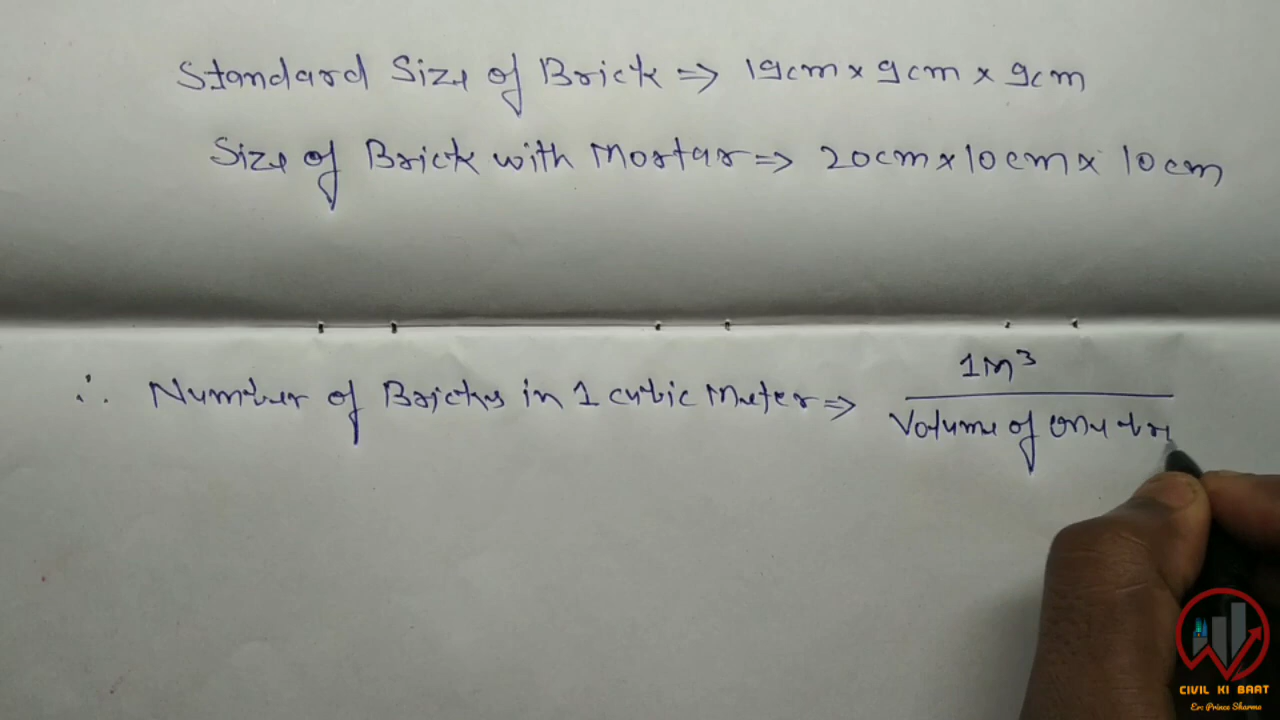 Standard Size of Brick ⇒ 19cm x 9cm x 9cm
Size of Brick with Mortar ⇒ 20cm x 10cm x 10cm
∴ Number of Bricks in 1 cubic Meter ⇒ 1m³
Volume of one bri
CIVIL KI BAAT
Er: Prince Sharma